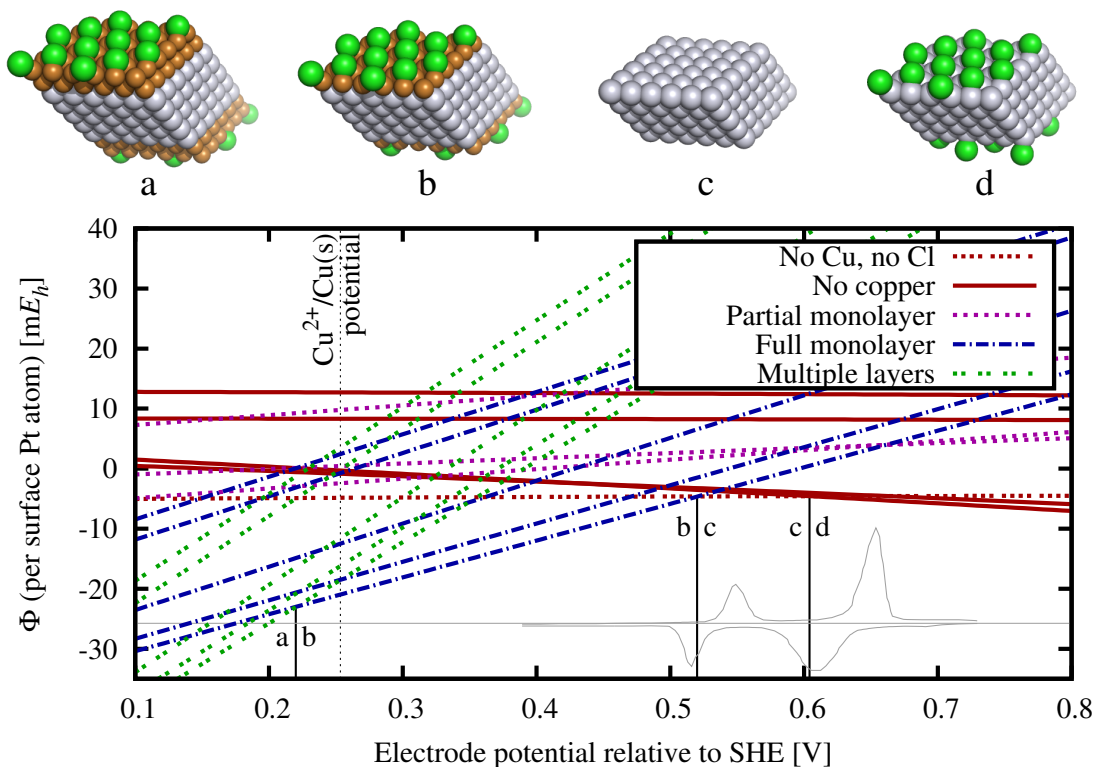 a
b
c
d
Φ (per surface Pt atom) [mE_h]
40
30
20
10
0
-10
-20
-30
Cu²⁺/Cu(s)
potential
No Cu, no Cl
No copper
Partial monolayer
Full monolayer
Multiple layers
b c
c d
a b
0.1 0.2 0.3 0.4 0.5 0.6 0.7 0.8
Electrode potential relative to SHE [V]